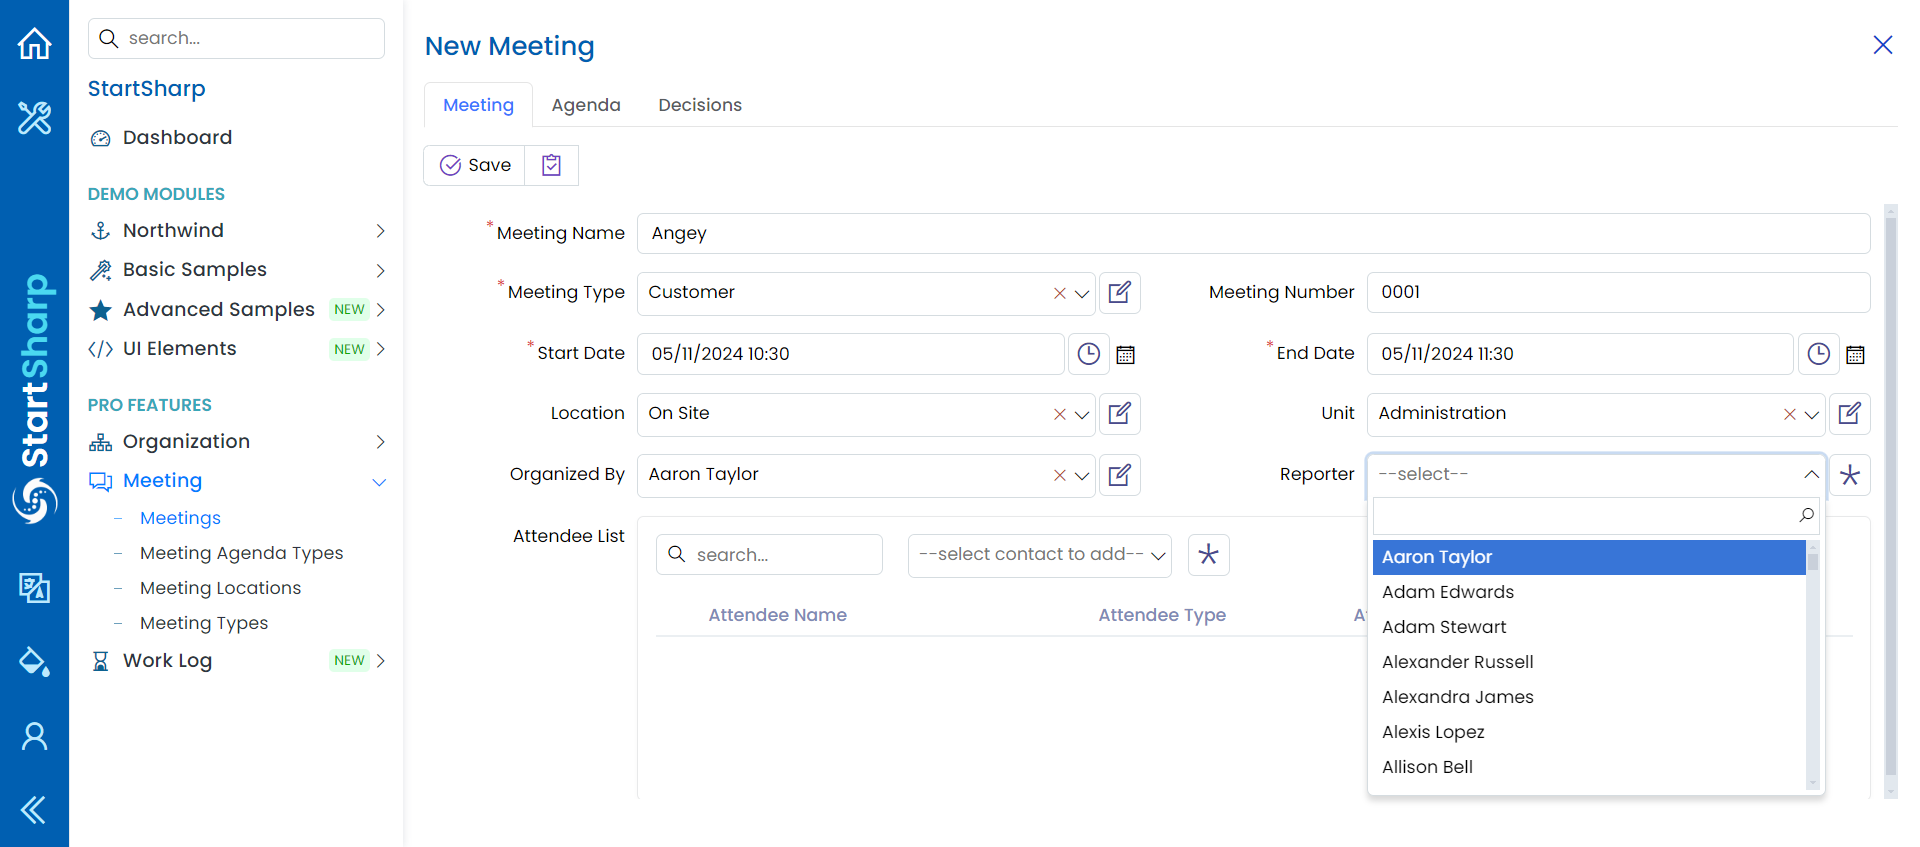 search...
StartSharp
Dashboard
DEMO MODULES
Northwind
Basic Samples
Advanced Samples NEW
UI Elements NEW
PRO FEATURES
Organization
Meeting
Meetings
Meeting Agenda Types
Meeting Locations
Meeting Types
Work Log NEW
StartSharp
New Meeting
Meeting Agenda Decisions
Save
*Meeting Name Angey
*Meeting Type Customer Meeting Number 0001
*Start Date 05/11/2024 10:30 *End Date 05/11/2024 11:30
Location On Site Unit Administration
Organized By Aaron Taylor Reporter --select--
Attendee List search... --select contact to add--
Attendee Name Attendee Type
Aaron Taylor
Adam Edwards
Adam Stewart
Alexander Russell
Alexandra James
Alexis Lopez
Allison Bell